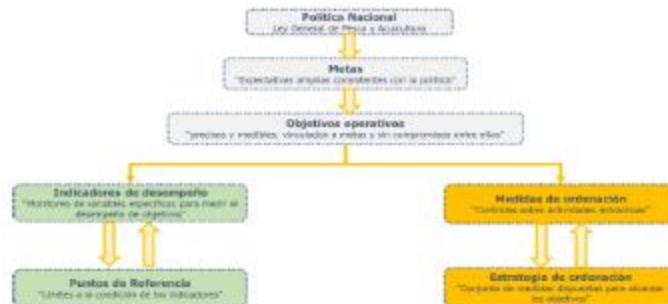 Política Nacional
Ley General de Pesca y Acuicultura
Metas
"Expectativas amplias consistentes con la política"
Objetivos operativos
"precisos y medibles, vinculados a metas y sin compromisos entre ellos"
Indicadores de desempeño
"Monitoreo de variables específicas para medir el
desempeño de objetivos"
Medidas de ordenación
"Controles sobre actividades extractivas"
Puntos de Referencia
"Límites a la condición de los indicadores"
Estrategia de ordenación
"Conjunto de medidas dispuestas para alcanzar
los objetivos"